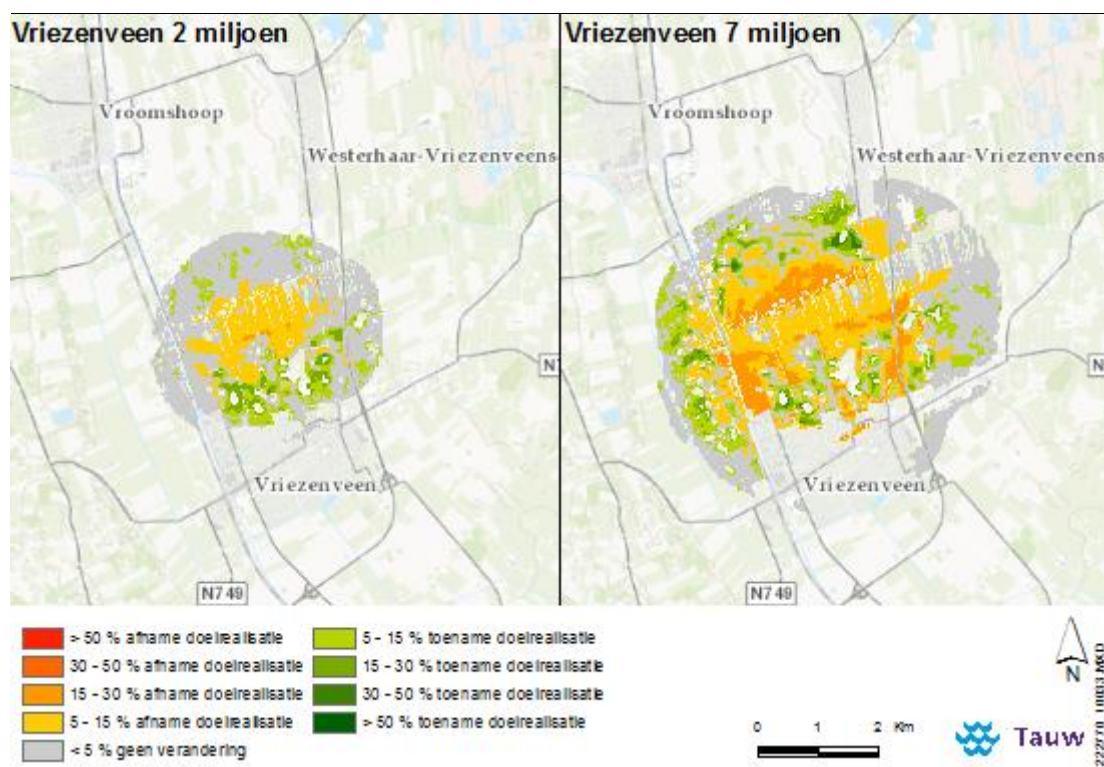 Vriezenveen 2 miljoen
Vroomshoop
Westerhaar-Vriezenveens
N7
Vriezenveen
N749
Vriezenveen 7 miljoen
Vroomshoop
Westerhaar-Vriezenveens
N
Vriezenveen
N749
> 50 % afname doelrealisatie
30 - 50 % afname doelrealisatie
15 - 30 % afname doelrealisatie
5 - 15 % afname doelrealisatie
< 5 % geen verandering
5 - 15 % toename doelrealisatie
15 - 30 % toename doelrealisatie
30 - 50 % toename doelrealisatie
> 50 % toename doelrealisatie
0 1 2 Km
N
Tauw